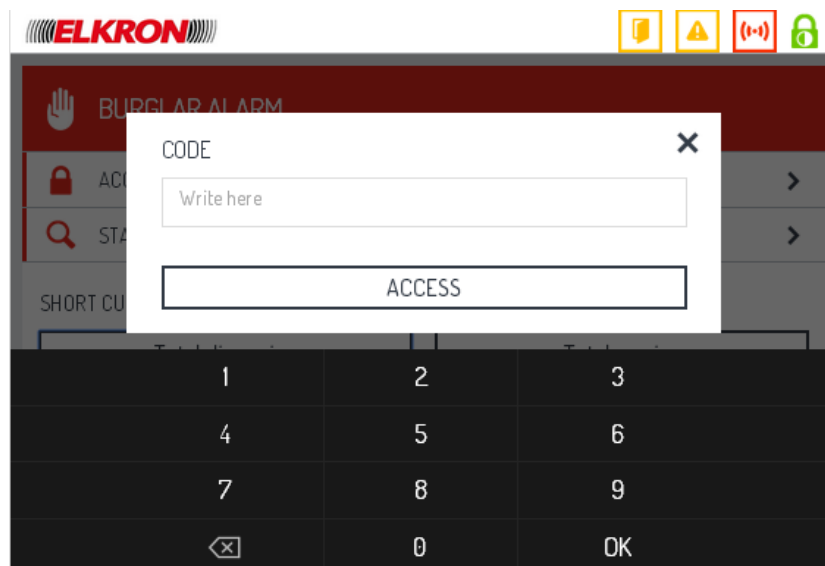 ELKRON
BURGLAR ALARM
CODE
Write here
ACCESS
SHORT CU
1 2 3
4 5 6
7 8 9
0 OK